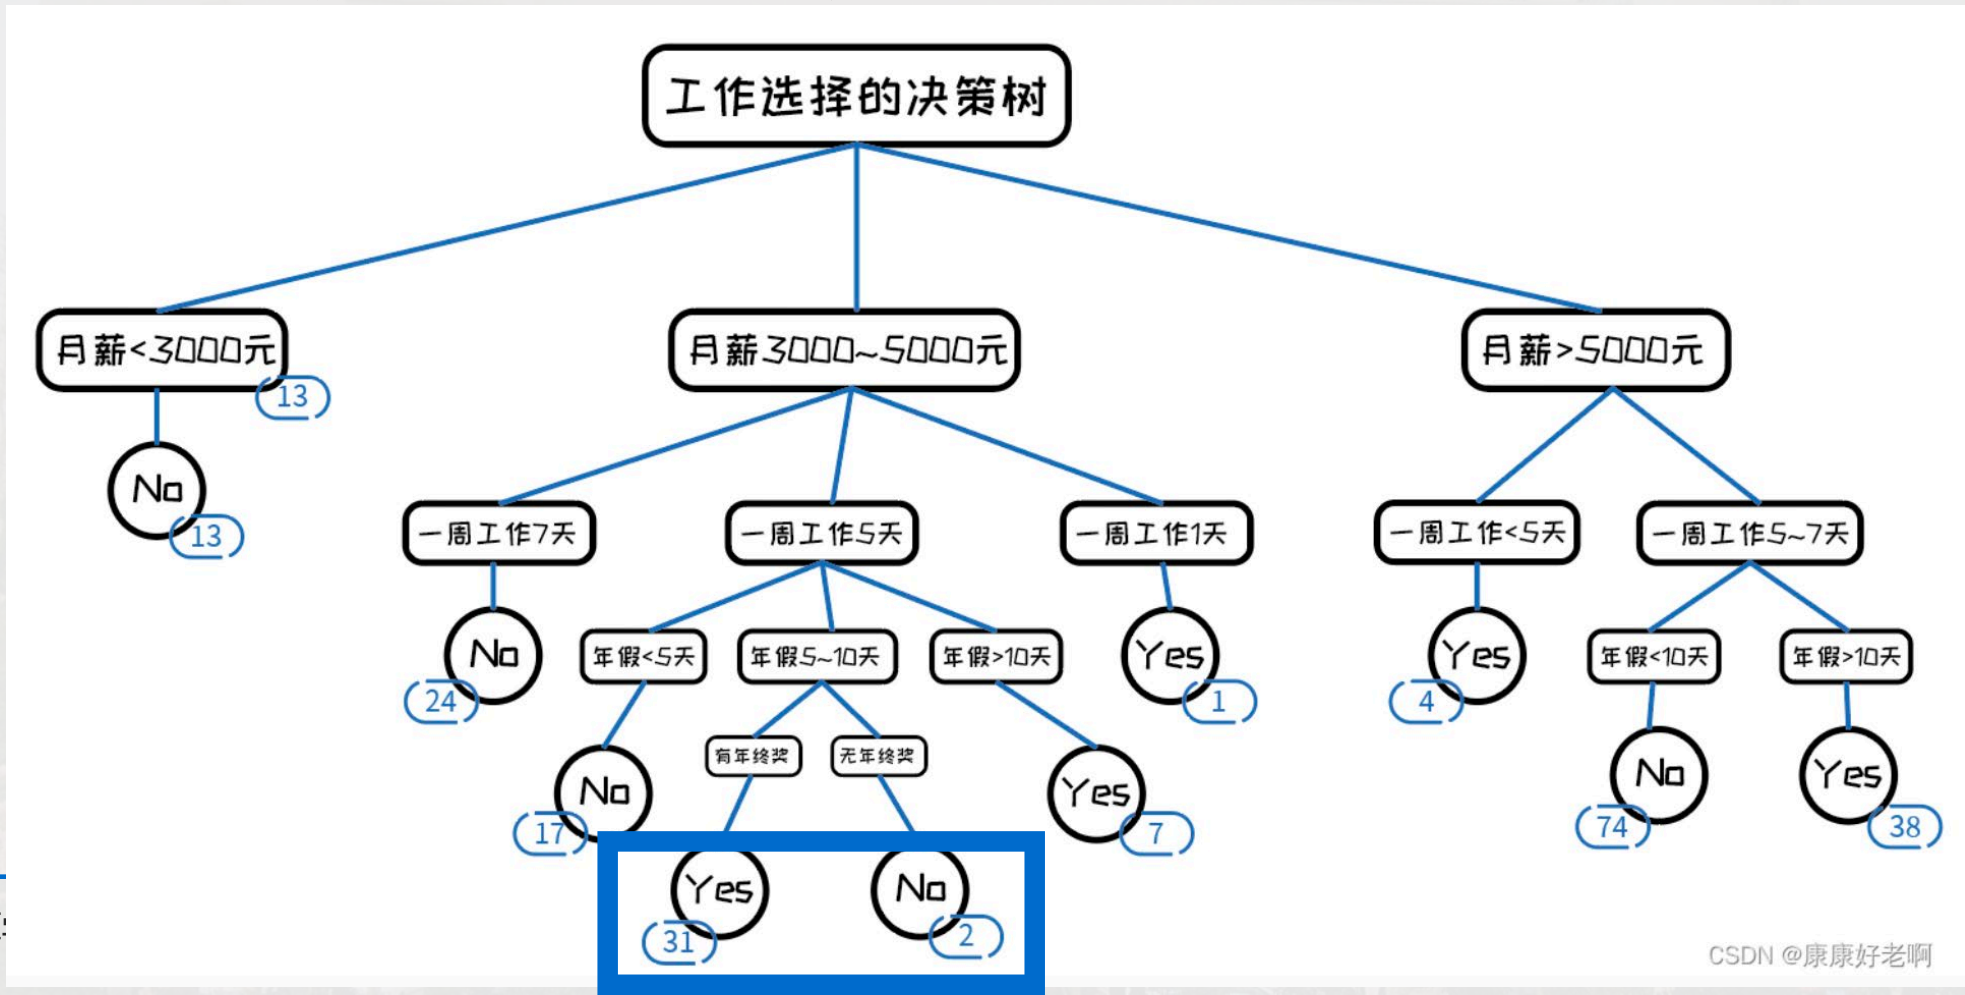 工作选择的决策树
月薪<3000元
月薪3000~5000元
月薪>5000元
13
No
13
一周工作7天
一周工作5天
一周工作1天
一周工作<5天
一周工作5~7天
No
24
年假<5天
年假5~10天
年假>10天
Yes
1
Yes
4
年假<10天
年假>10天
有年终奖
无年终奖
No
17
Yes
7
No
74
Yes
38
Yes
31
No
2
CSDN @康康好老啊